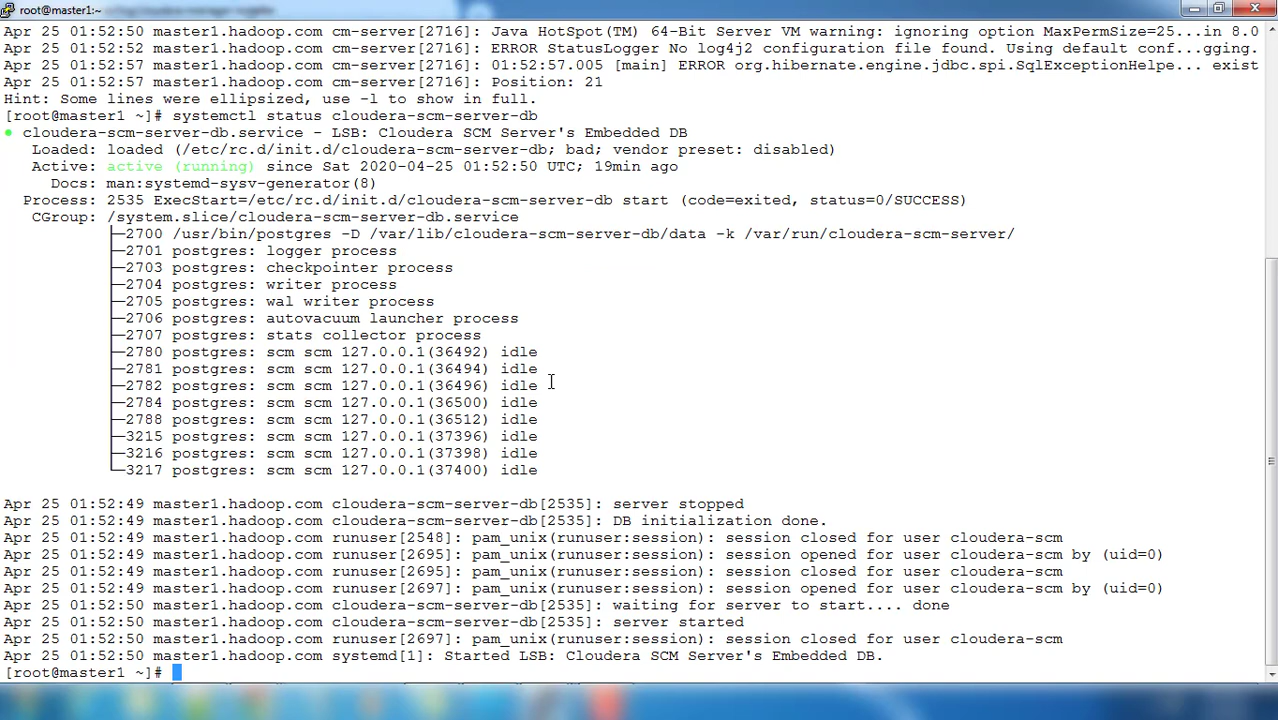 root@master1:~
Apr 25 01:52:50 master1.hadoop.com cm-server[2716]: Java HotSpot(TM) 64-Bit Server VM warning: ignoring option MaxPermSize=25...in 8.0
Apr 25 01:52:52 master1.hadoop.com cm-server[2716]: ERROR StatusLogger No log4j2 configuration file found. Using default conf...gging.
Apr 25 01:52:57 master1.hadoop.com cm-server[2716]: 01:52:57.005 [main] ERROR org.hibernate.engine.jdbc.spi.SqlExceptionHelpe... exist
Apr 25 01:52:57 master1.hadoop.com cm-server[2716]: Position: 21
Hint: Some lines were ellipsized, use -l to show in full.
[root@master1 ~]# systemctl status cloudera-scm-server-db
● cloudera-scm-server-db.service - LSB: Cloudera SCM Server's Embedded DB
Loaded: loaded (/etc/rc.d/init.d/cloudera-scm-server-db; bad; vendor preset: disabled)
Active: active (running) since Sat 2020-04-25 01:52:50 UTC; 19min ago
Docs: man:systemd-sysv-generator(8)
Process: 2535 ExecStart=/etc/rc.d/init.d/cloudera-scm-server-db start (code=exited, status=0/SUCCESS)
CGroup: /system.slice/cloudera-scm-server-db.service
├─2700 /usr/bin/postgres -D /var/lib/cloudera-scm-server-db/data -k /var/run/cloudera-scm-server/
├─2701 postgres: logger process
├─2703 postgres: checkpointer process
├─2704 postgres: writer process
├─2705 postgres: wal writer process
├─2706 postgres: autovacuum launcher process
├─2707 postgres: stats collector process
├─2780 postgres: scm scm 127.0.0.1(36492) idle
├─2781 postgres: scm scm 127.0.0.1(36494) idle
├─2782 postgres: scm scm 127.0.0.1(36496) idle
├─2784 postgres: scm scm 127.0.0.1(36500) idle
├─2788 postgres: scm scm 127.0.0.1(36512) idle
├─3215 postgres: scm scm 127.0.0.1(37396) idle
├─3216 postgres: scm scm 127.0.0.1(37398) idle
└─3217 postgres: scm scm 127.0.0.1(37400) idle
Apr 25 01:52:49 master1.hadoop.com cloudera-scm-server-db[2535]: server stopped
Apr 25 01:52:49 master1.hadoop.com cloudera-scm-server-db[2535]: DB initialization done.
Apr 25 01:52:49 master1.hadoop.com runuser[2548]: pam_unix(runuser:session): session closed for user cloudera-scm
Apr 25 01:52:49 master1.hadoop.com runuser[2695]: pam_unix(runuser:session): session opened for user cloudera-scm by (uid=0)
Apr 25 01:52:49 master1.hadoop.com runuser[2695]: pam_unix(runuser:session): session closed for user cloudera-scm
Apr 25 01:52:49 master1.hadoop.com runuser[2697]: pam_unix(runuser:session): session opened for user cloudera-scm by (uid=0)
Apr 25 01:52:50 master1.hadoop.com cloudera-scm-server-db[2535]: waiting for server to start.... done
Apr 25 01:52:50 master1.hadoop.com cloudera-scm-server-db[2535]: server started
Apr 25 01:52:50 master1.hadoop.com runuser[2697]: pam_unix(runuser:session): session closed for user cloudera-scm
Apr 25 01:52:50 master1.hadoop.com systemd[1]: Started LSB: Cloudera SCM Server's Embedded DB.
[root@master1 ~]#